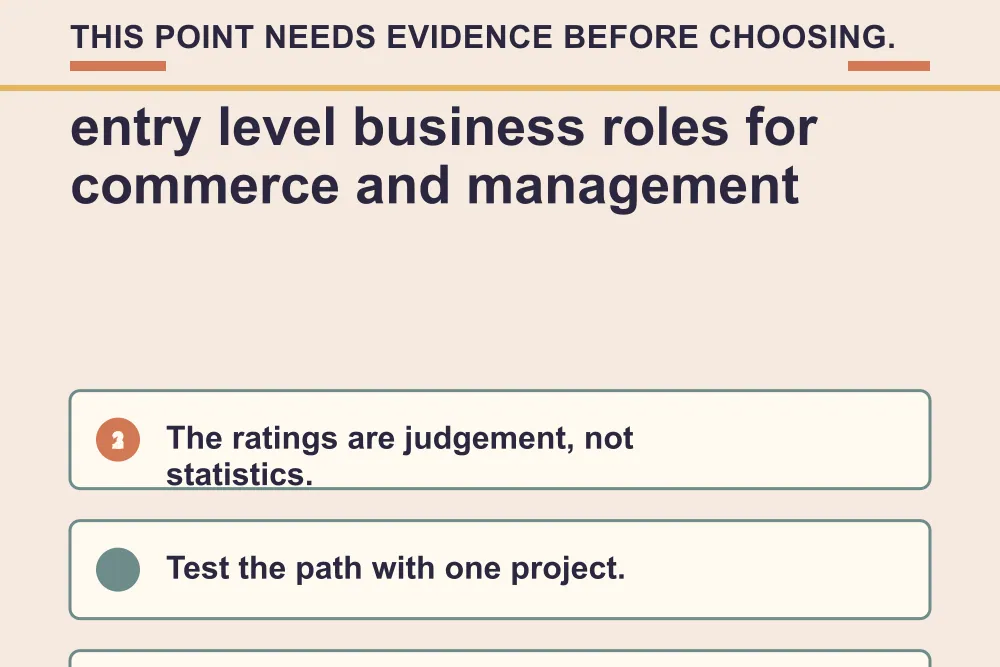 THIS POINT NEEDS EVIDENCE BEFORE CHOOSING.
entry level business roles for
commerce and management
The ratings are judgement, not
statistics.
Test the path with one project.